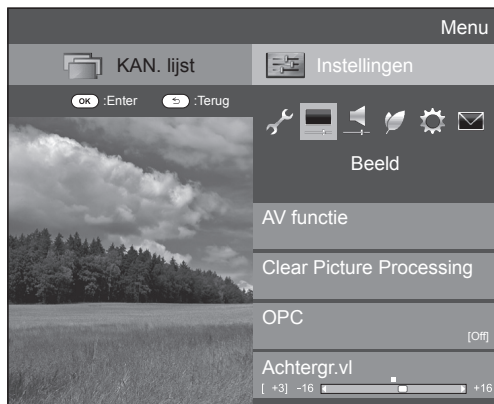 Menu
KAN. lijst
Instellingen
OK :Enter :Terug
Beeld
AV functie
Clear Picture Processing
OPC
[Off]
Achtergr.vl
[ +3] -16 +16